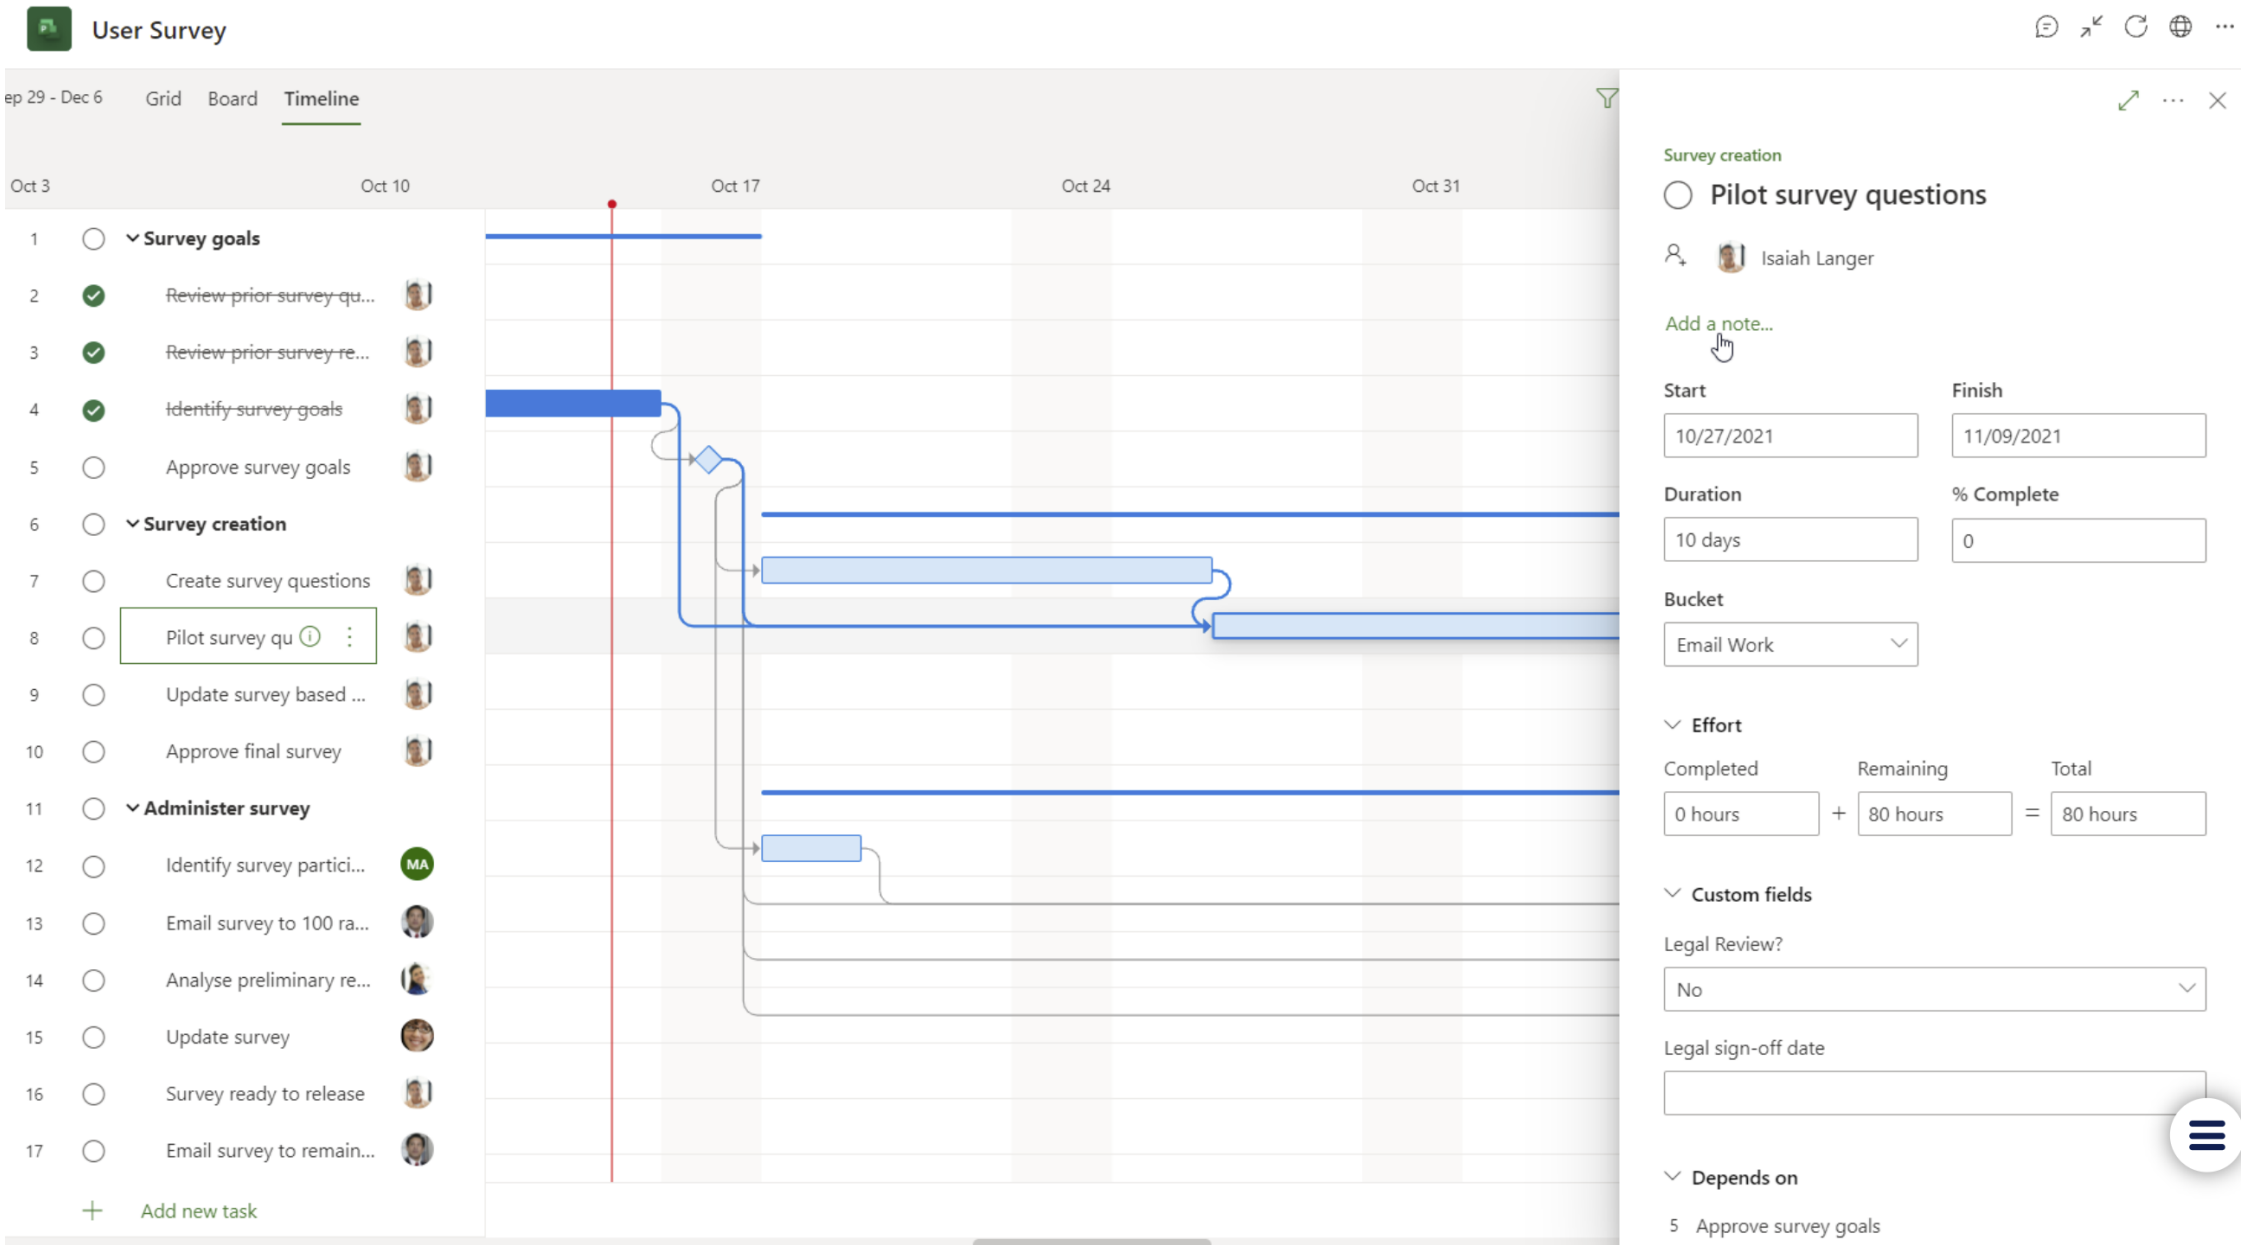 User Survey
ep 29 - Dec 6
Grid
Board
Timeline
Oct 3
Oct 10
Oct 17
Oct 24
Oct 31
1 Survey goals
2 Review prior survey qu...
3 Review prior survey re...
4 Identify survey goals
5 Approve survey goals
6 Survey creation
7 Create survey questions
8 Pilot survey qu
9 Update survey based ...
10 Approve final survey
11 Administer survey
12 Identify survey partici... MA
13 Email survey to 100 ra...
14 Analyse preliminary re...
15 Update survey
16 Survey ready to release
17 Email survey to remain...
Add new task
Survey creation
Pilot survey questions
Isaiah Langer
Add a note...
Start Finish
10/27/2021 11/09/2021
Duration % Complete
10 days 0
Bucket
Email Work
Effort
Completed Remaining Total
0 hours + 80 hours = 80 hours
Custom fields
Legal Review?
No
Legal sign-off date
Depends on
5 Approve survey goals